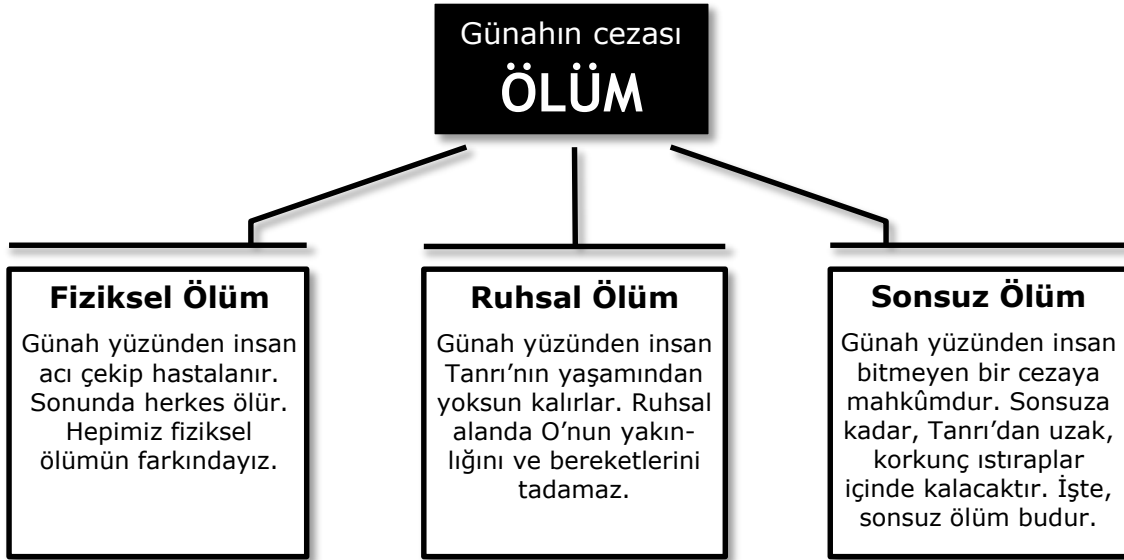 Günahın cezası
ÖLÜM
Fiziksel Ölüm
Günah yüzünden insan
acı çekip hastalanır.
Sonunda herkes ölür.
Hepimiz fiziksel
ölümün farkındayız.
Ruhsal Ölüm
Günah yüzünden insan
Tanrı’nın yaşamından
yoksun kalırlar. Ruhsal
alanda O’nun yakın-
lığını ve bereketlerini
tadamaz.
Sonsuz Ölüm
Günah yüzünden insan
bitmeyen bir cezaya
mahkûmdur. Sonsuza
kadar, Tanrı’dan uzak,
korkunç ıstıraplar
içinde kalacaktır. İşte,
sonsuz ölüm budur.